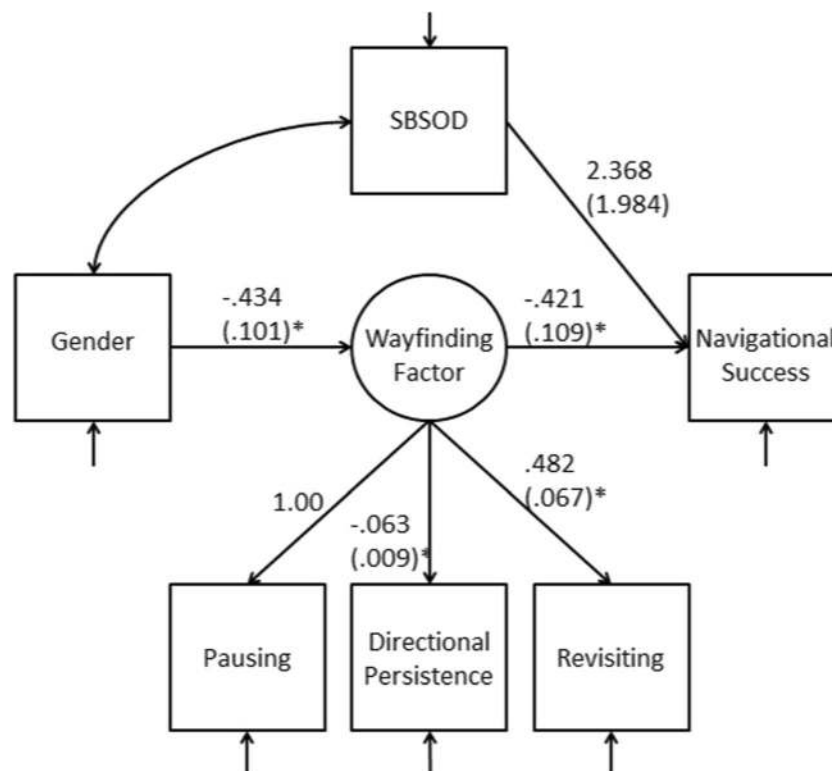 SBSOD
2.368
(1.984)
Gender
-.434
(.101)*
Wayfinding
Factor
-.421
(.109)*
Navigational
Success
1.00
-.063
(.009)*
.482
(.067)*
Pausing
Directional
Persistence
Revisiting